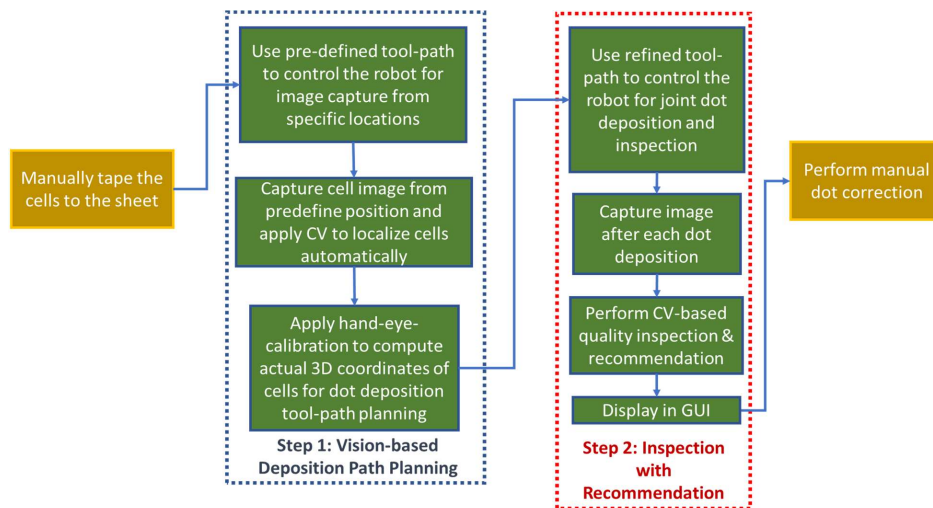 Manually tape the
cells to the sheet
Use pre-defined tool-path
to control the robot for
image capture from
specific locations
Capture cell image from
predefine position and
apply CV to localize cells
automatically
Apply hand-eye-
calibration to compute
actual 3D coordinates of
cells for dot deposition
tool-path planning
Step 1: Vision-based
Deposition Path Planning
Use refined tool-
path to control the
robot for joint dot
deposition and
inspection
Capture image
after each dot
deposition
Perform CV-based
quality inspection &
recommendation
Display in GUI
Step 2: Inspection
with
Recommendation
Perform manual
dot correction